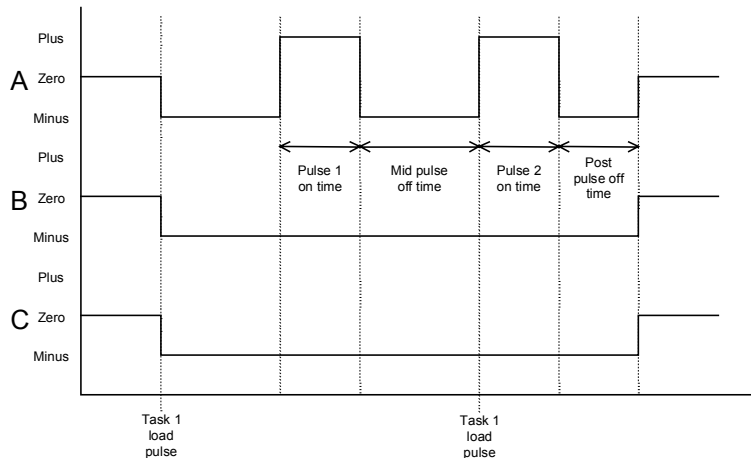 Plus
A Zero
Minus
Plus
Pulse 1
on time
Mid pulse
off time
Pulse 2
on time
Post
pulse off
time
B Zero
Minus
Plus
C Zero
Minus
Task 1
load
pulse
Task 1
load
pulse